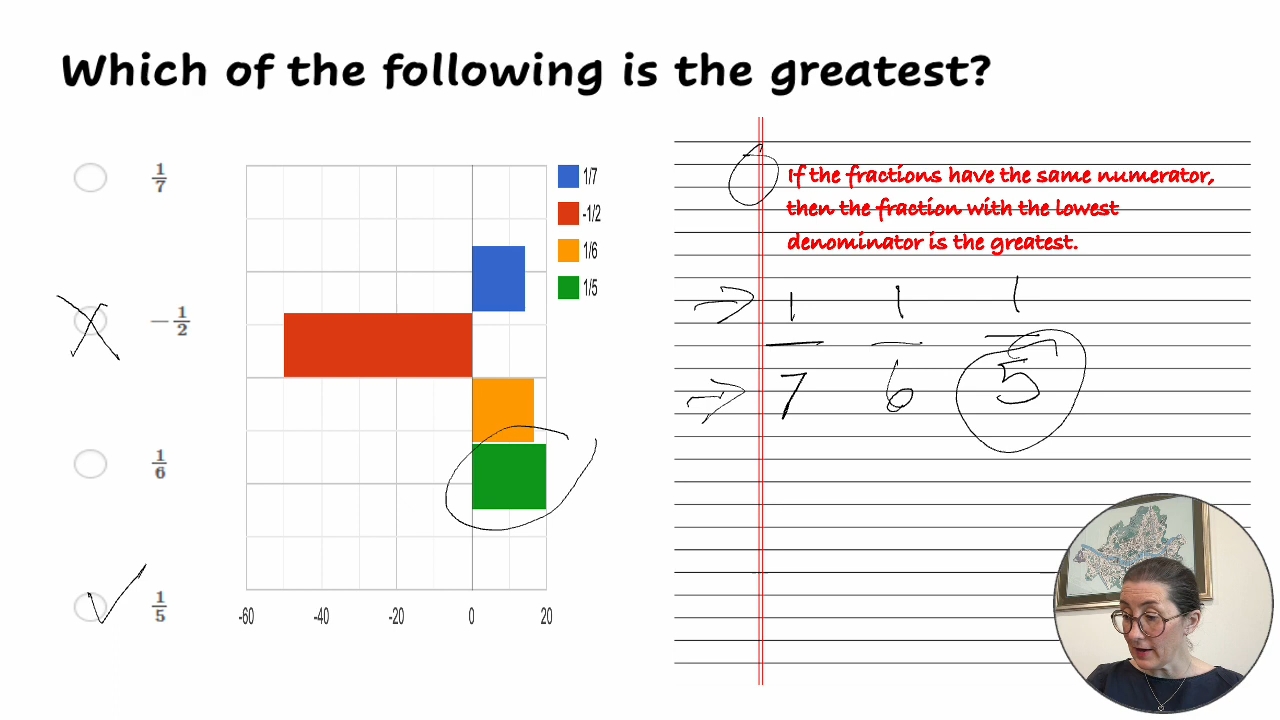 Which of the following is the greatest?
1/7
-1/2
1/6
1/5
-60 -40 -20 0 20
1/7
-1/2
1/6
1/5
If the fractions have the same numerator,
then the fraction with the lowest
denominator is the greatest.
1 1 1
7 6 5